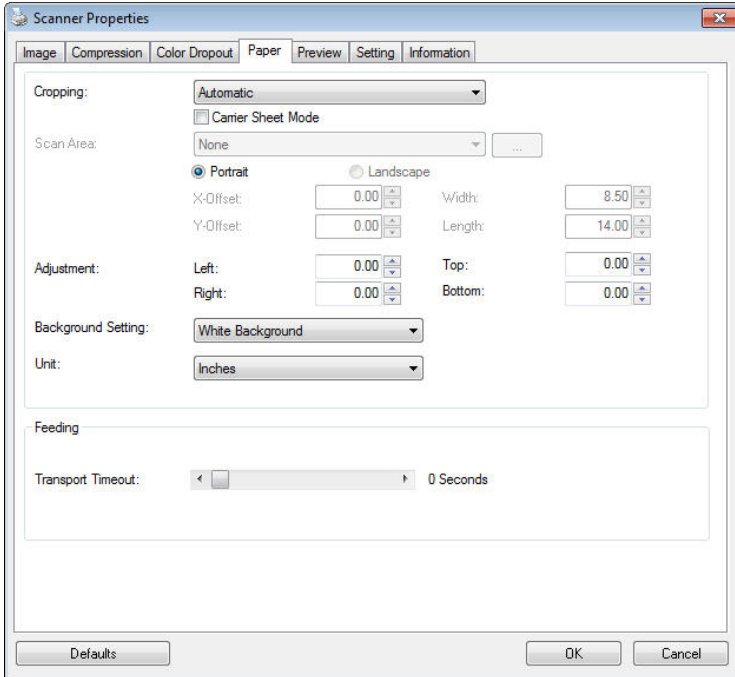 Scanner Properties
Image Compression Color Dropout Paper Preview Setting Information
Cropping: Automatic
Carrier Sheet Mode
Scan Area: None ...
Portrait Landscape
X-Offset: 0.00 Width: 8.50
Y-Offset: 0.00 Length: 14.00
Adjustment: Left: 0.00 Top: 0.00
Right: 0.00 Bottom: 0.00
Background Setting: White Background
Unit: Inches
Feeding
Transport Timeout: 0 Seconds
Defaults OK Cancel